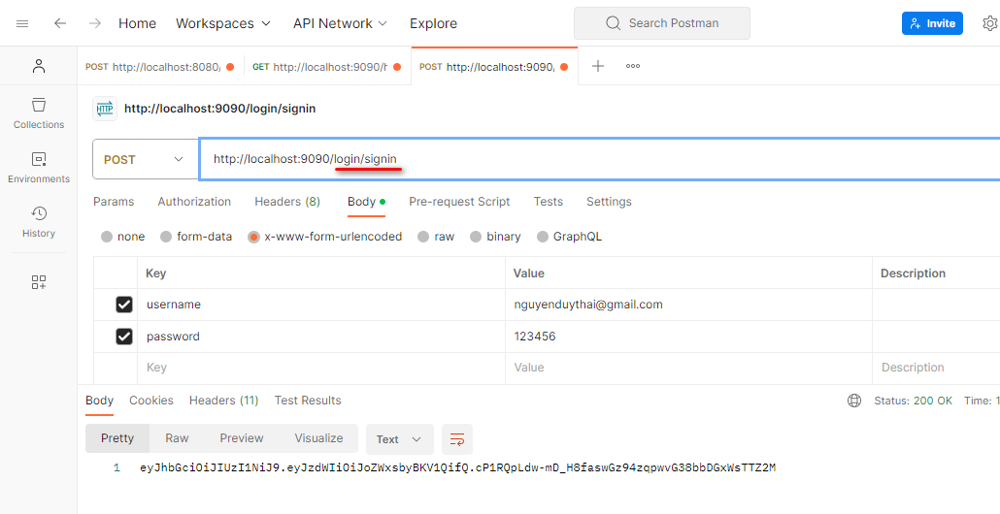 Home Workspaces API Network Explore Search Postman Invite
POST http://localhost:8080/ GET http://localhost:9090/h POST http://localhost:9090/
HTTP http://localhost:9090/login/signin
Collections
POST http://localhost:9090/login/signin
Environments
Params Authorization Headers (8) Body Pre-request Script Tests Settings
History
none form-data x-www-form-urlencoded raw binary GraphQL
Key Value Description
username nguyenduythai@gmail.com
password 123456
Key Value Description
Body Cookies Headers (11) Test Results Status: 200 OK Time: 1
Pretty Raw Preview Visualize Text
1 eyJhbGciOiJIUzI1NiJ9.eyJzdWIiOiJoZWxsbyBKV1QifQ.cP1RQpLdw-mD_H8faswGz94zqpwvG38bbDGxWsTTZ2M